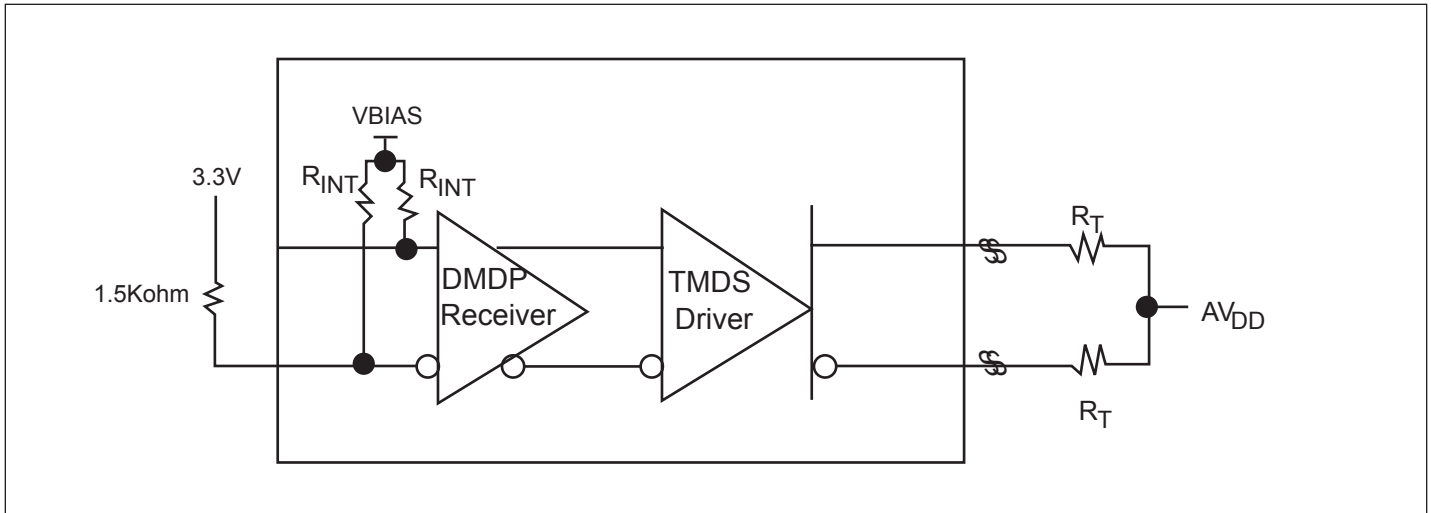 VBIAS
3.3V
RINT
RINT
RT
1.5Kohm
DMDP
Receiver
TMDS
Driver
AVDD
RT